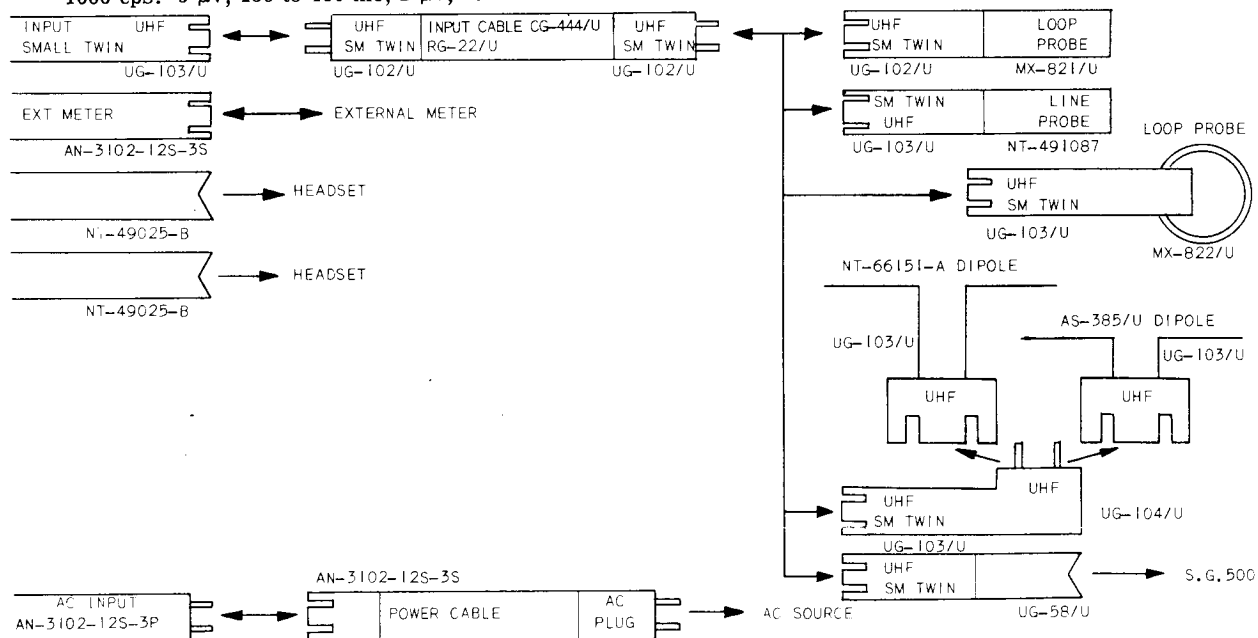 1000 cps.
INPUT UHF
SMALL TWIN
UG-103/U
UHF
SM TWIN
UG-102/U
INPUT CABLE CG-444/U
RG-22/U
UHF
SM TWIN
UG-102/U
UHF
SM TWIN
UG-102/U
LOOP
PROBE
MX-821/U
EXT METER
AN-3102-12S-3S
EXTERNAL METER
SM TWIN
UHF
UG-103/U
LINE
PROBE
NT-491087
LOOP PROBE
HEADSET
NT-49025-B
UHF
SM TWIN
UG-103/U
MX-822/U
HEADSET
NT-49025-B
NT-66151-A DIPOLE
UG-103/U
UHF
AS-385/U DIPOLE
UG-103/U
UHF
UHF
UHF
SM TWIN
UG-103/U
UG-104/U
UHF
SM TWIN
UG-58/U
S.G.500
AC INPUT
AN-3102-12S-3P
AN-3102-12S-3S
POWER CABLE
AC
PLUG
AC SOURCE